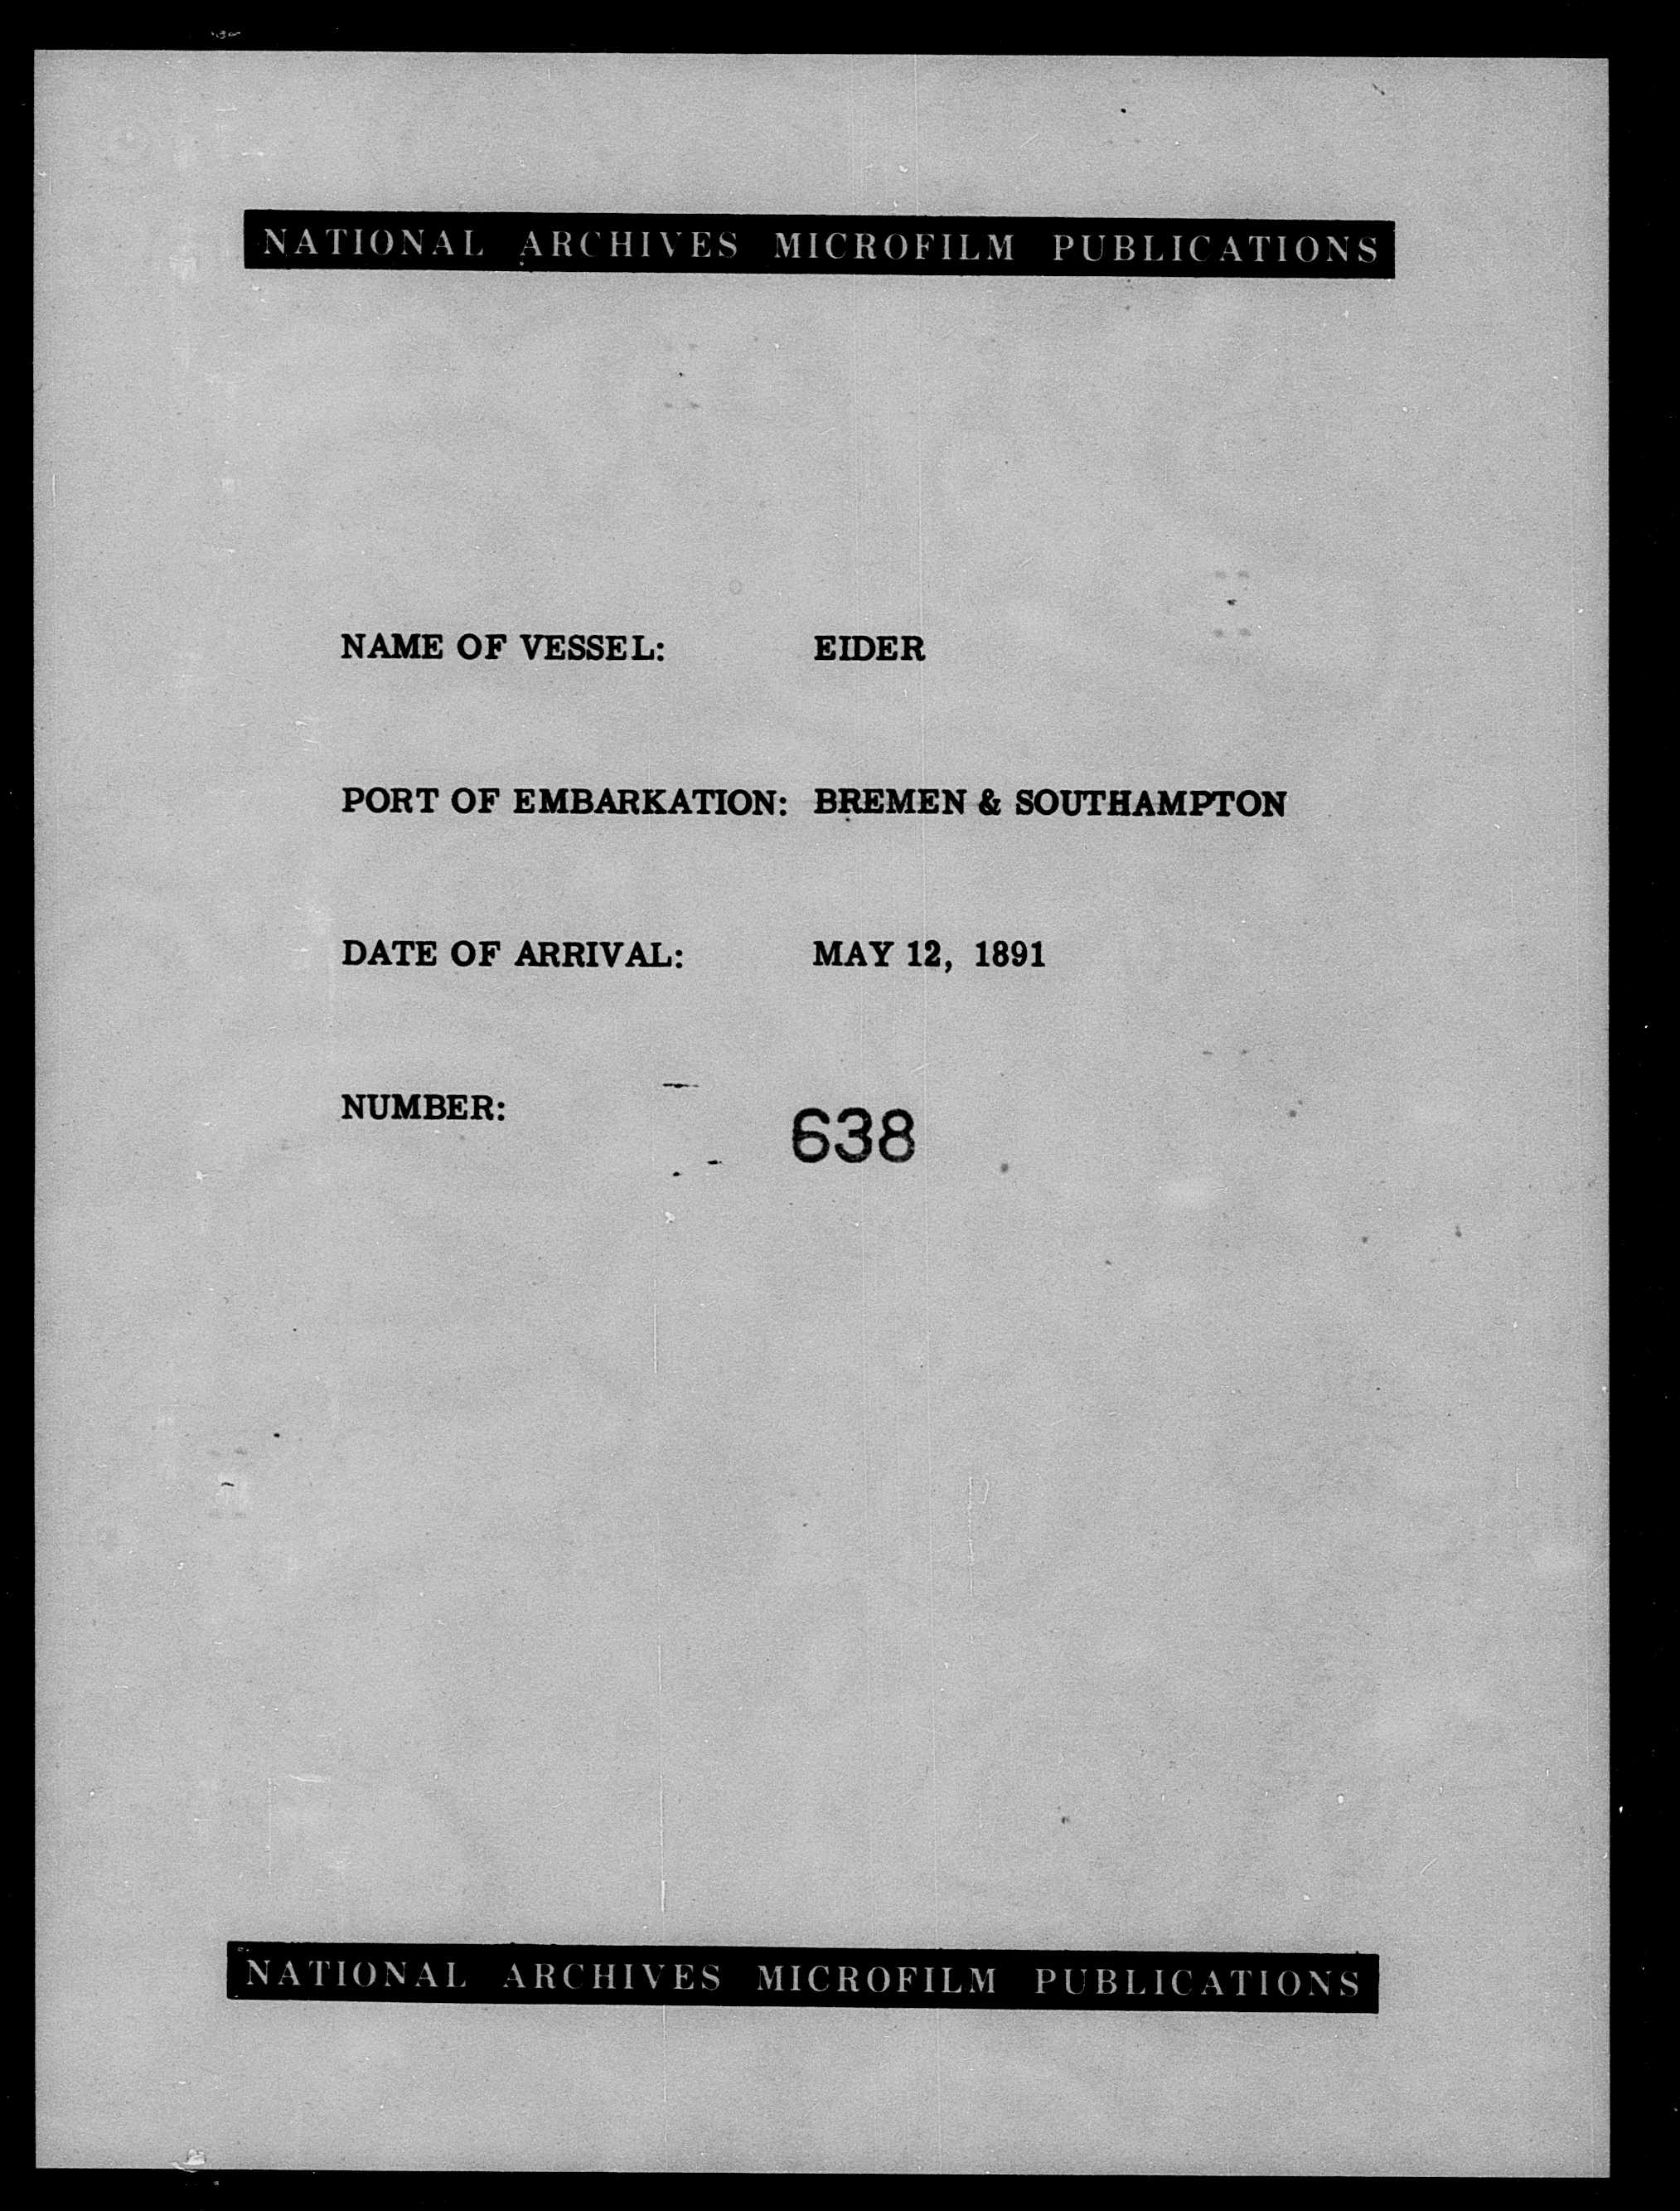 NATIONAL ARCHIVES MICROFILM PUBLICATIONS
NAME OF VESSEL: EIDER
PORT OF EMBARKATION: BREMEN & SOUTHAMPTON
DATE OF ARRIVAL: MAY 12, 1891
NUMBER: 638
NATIONAL ARCHIVES MICROFILM PUBLICATIONS